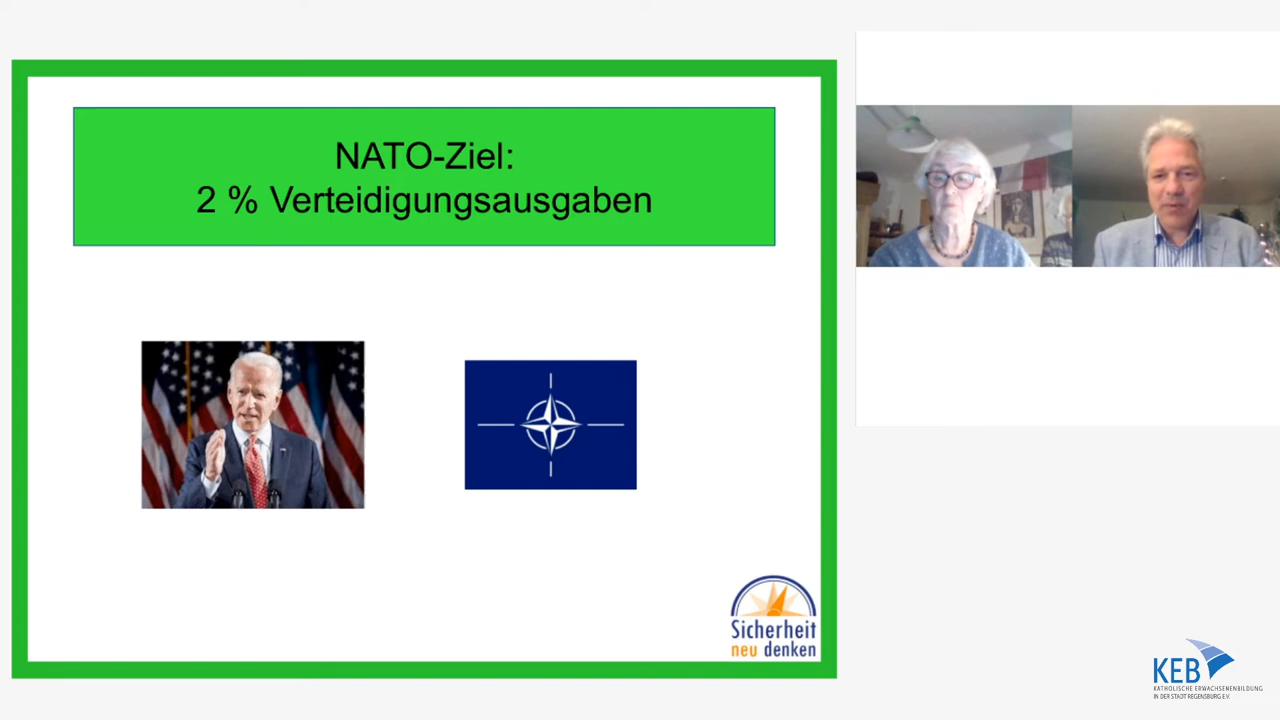 NATO-Ziel:
2 % Verteidigungsausgaben
Sicherheit
neu denken
KEB
KATHOLISCHE ERWACHSENENBILDUNG
IN DER STADT REGENSBURG E.V.